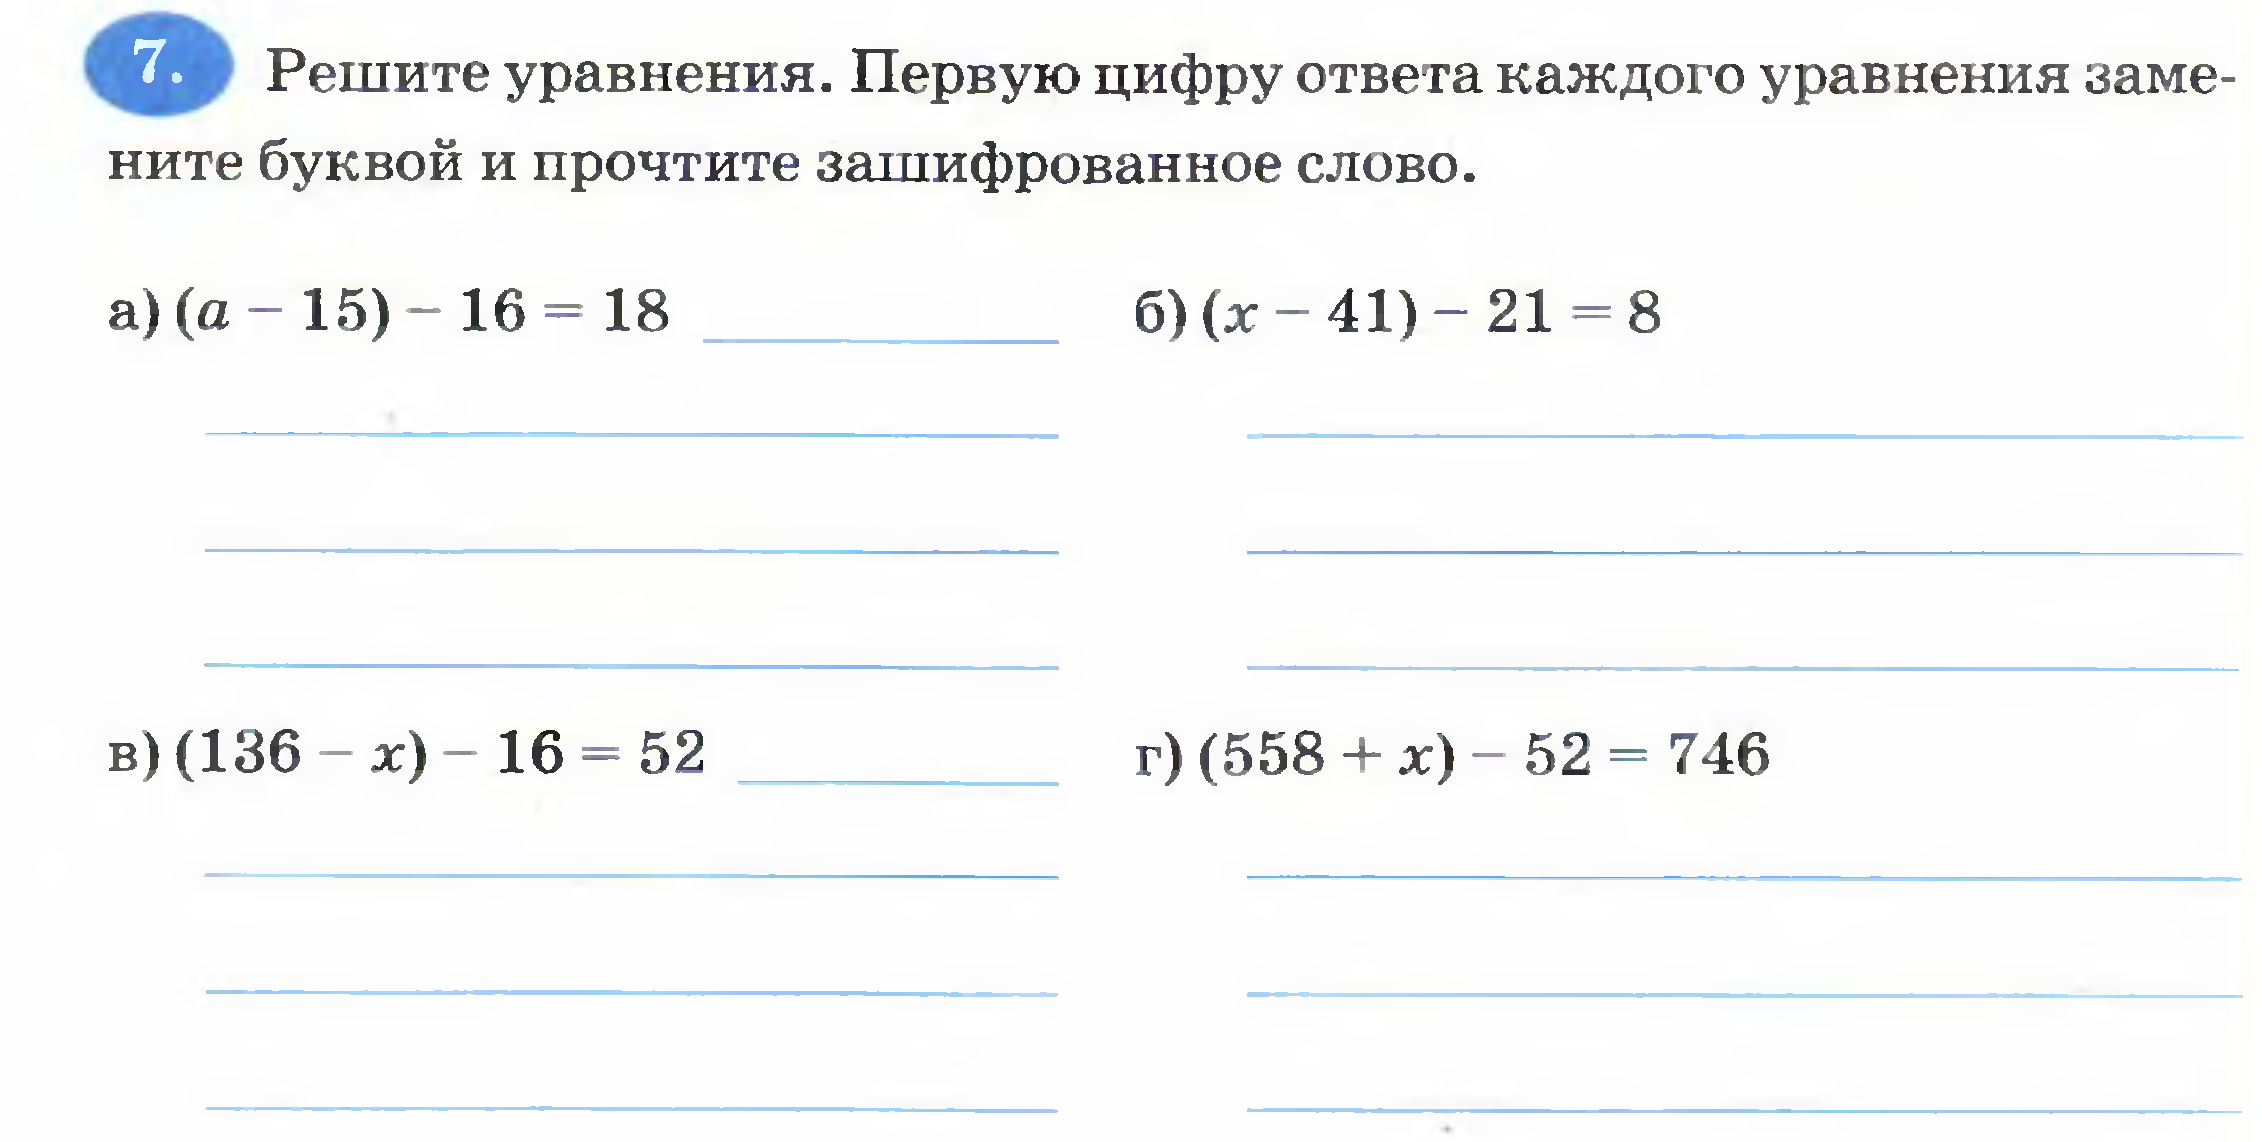 7. Решите уравнения. Первую цифру ответа каждого уравнения заме-
ните буквой и прочтите зашифрованное слово.
а) (a – 15) – 16 = 18
б) (x – 41) – 21 = 8
в) (136 – x) – 16 = 52
г) (558 + x) – 52 = 746